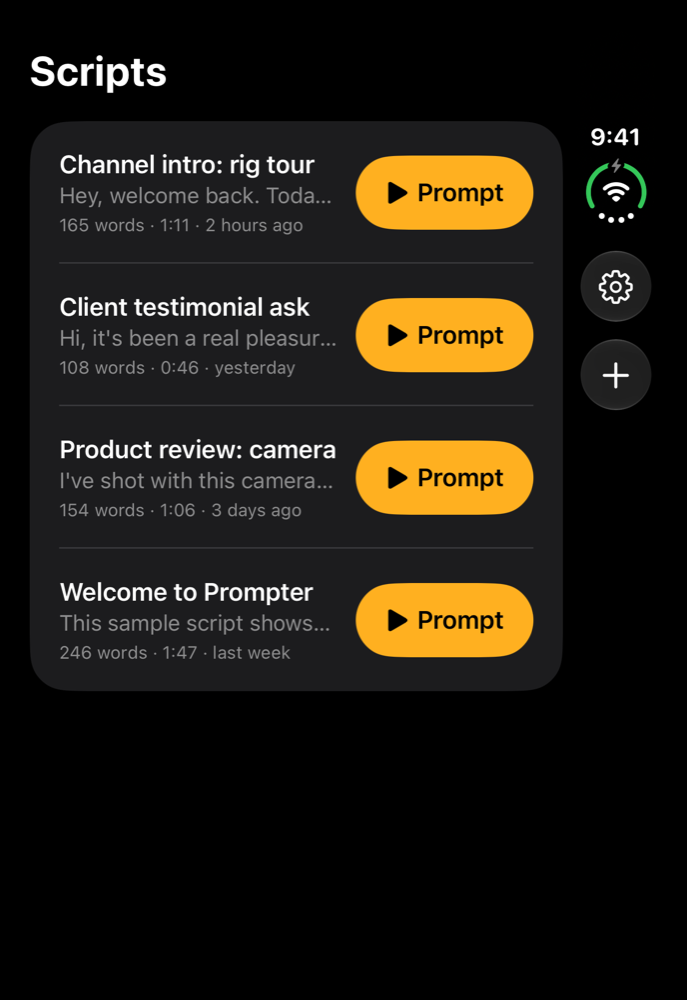 Scripts
9:41
Channel intro: rig tour
Hey, welcome back. Toda...
165 words · 1:11 · 2 hours ago
Prompt
Client testimonial ask
Hi, it's been a real pleasur...
108 words · 0:46 · yesterday
Prompt
Product review: camera
I've shot with this camera...
154 words · 1:06 · 3 days ago
Prompt
Welcome to Prompter
This sample script shows...
246 words · 1:47 · last week
Prompt